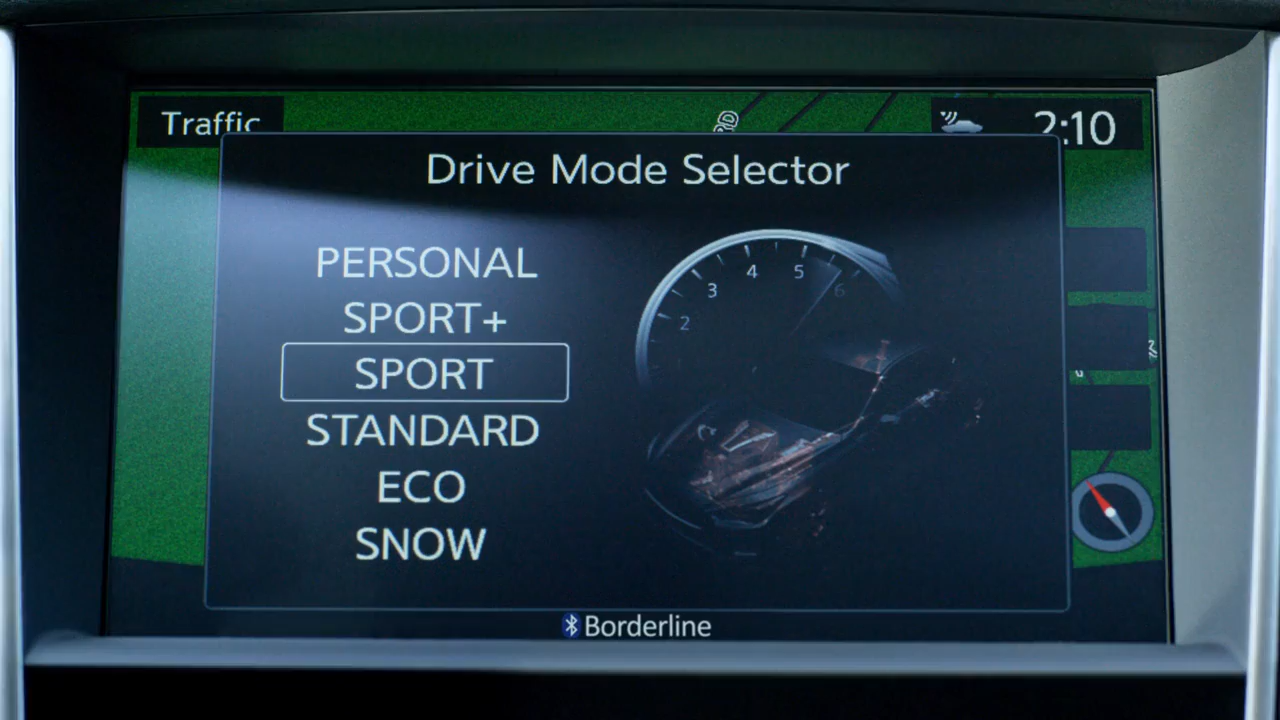 Traffic
2:10
Drive Mode Selector
PERSONAL
SPORT+
SPORT
STANDARD
ECO
SNOW
2
3
4
5
6
Borderline